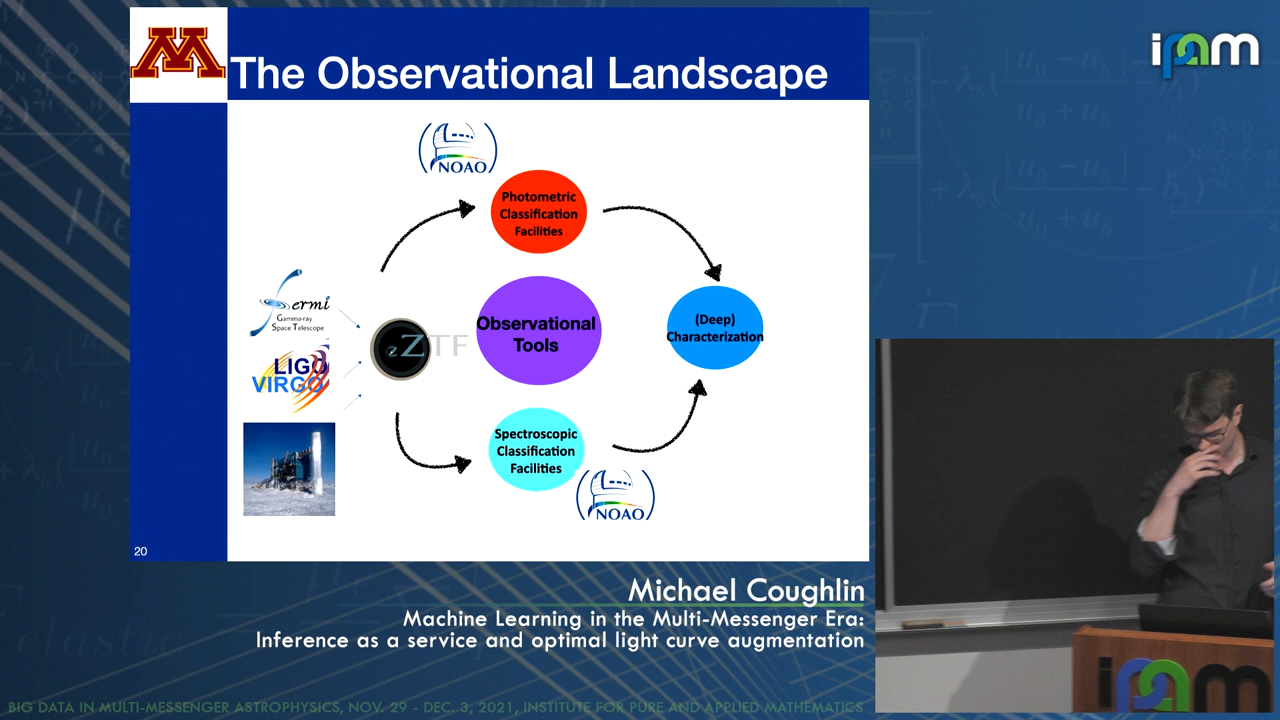 The Observational Landscape
ipam
NOAO
Photometric
Classification
Facilities
Fermi
Gamma-ray
Space Telescope
ZTF
Observational
Tools
(Deep)
Characterization
LIGO
VIRGO
Spectroscopic
Classification
Facilities
NOAO
20
Michael Coughlin
Machine Learning in the Multi-Messenger Era:
Inference as a service and optimal light curve augmentation
ipam
BIG DATA IN MULTI-MESSENGER ASTROPHYSICS, NOV. 29 - DEC. 3, 2021, INSTITUTE FOR PURE AND APPLIED MATHEMATICS